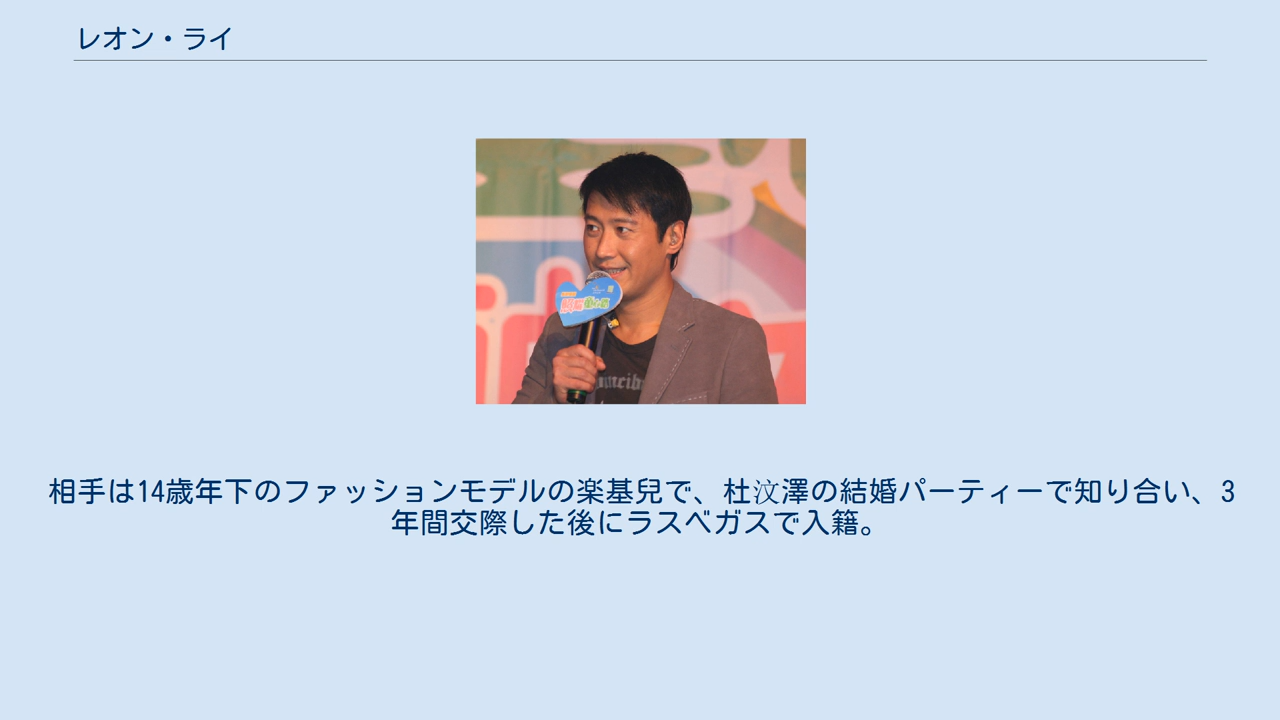 レオン・ライ
相手は14歳年下のファッションモデルの楽基兒で、杜汶澤の結婚パーティーで知り合い、3
年間交際した後にラスベガスで入籍。